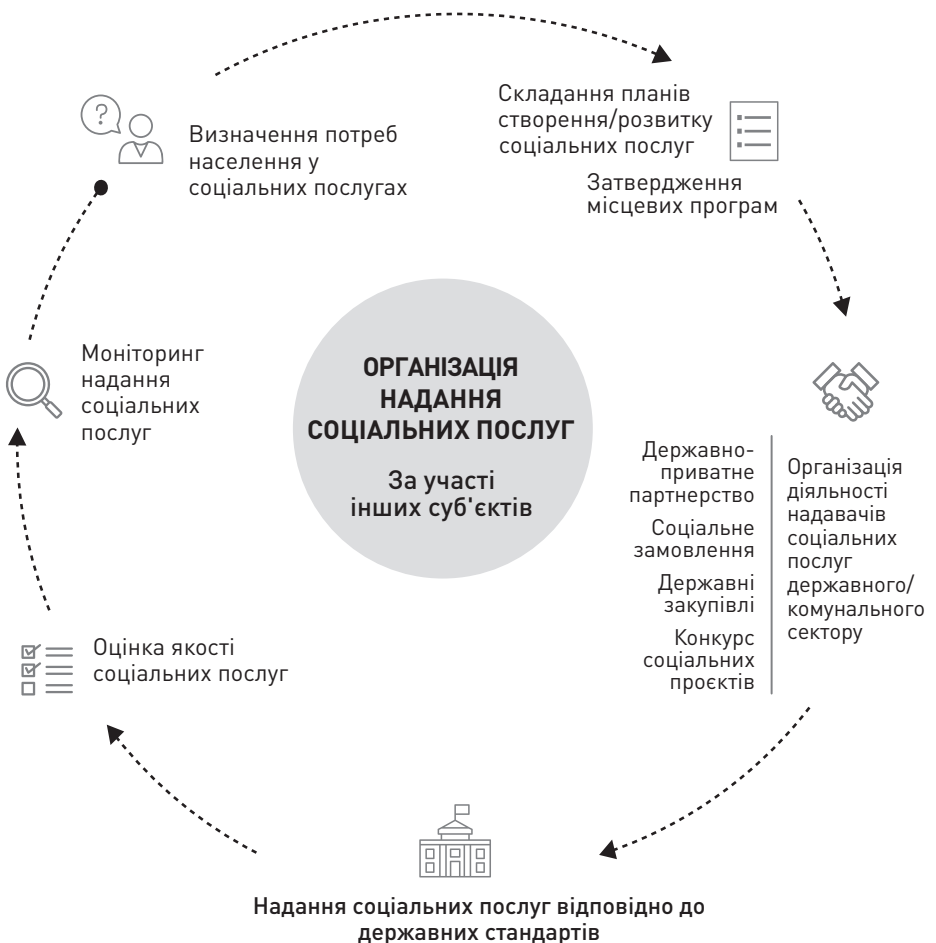 Визначення потреб
населення у
соціальних послугах
Складання планів
створення/розвитку
соціальних послуг
Затвердження
місцевих програм
Державно-
приватне
партнерство
Соціальне
замовлення
Державні
закупівлі
Конкурс
соціальних
проєктів
Організація
діяльності
надавачів
соціальних
послуг
державного/
комунального
сектору
Надання соціальних послуг відповідно до
державних стандартів
Оцінка якості
соціальних послуг
Моніторинг
надання
соціальних
послуг
ОРГАНІЗАЦІЯ
НАДАННЯ
СОЦІАЛЬНИХ ПОСЛУГ
За участі
інших суб'єктів
?